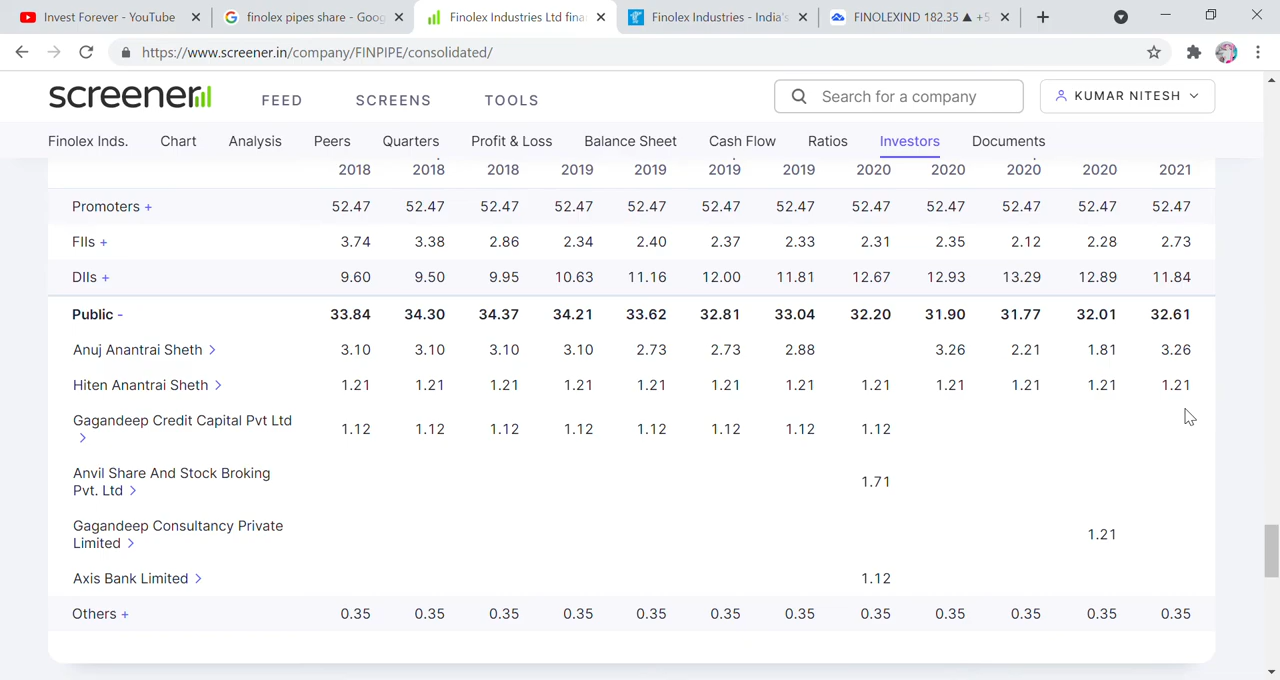 Invest Forever - YouTube
finolex pipes share - Goog
Finolex Industries Ltd fina
Finolex Industries - India's
FINOLEXIND 182.35 ▲ +5
https://www.screener.in/company/FINPIPE/consolidated/
screener
FEED SCREENS TOOLS
Search for a company
KUMAR NITESH
Finolex Inds. Chart Analysis Peers Quarters Profit & Loss Balance Sheet Cash Flow Ratios Investors Documents
2018 2018 2018 2019 2019 2019 2019 2020 2020 2020 2020 2021
Promoters + 52.47 52.47 52.47 52.47 52.47 52.47 52.47 52.47 52.47 52.47 52.47 52.47
FIIs + 3.74 3.38 2.86 2.34 2.40 2.37 2.33 2.31 2.35 2.12 2.28 2.73
DIIs + 9.60 9.50 9.95 10.63 11.16 12.00 11.81 12.67 12.93 13.29 12.89 11.84
Public - 33.84 34.30 34.37 34.21 33.62 32.81 33.04 32.20 31.90 31.77 32.01 32.61
Anuj Anantrai Sheth > 3.10 3.10 3.10 3.10 2.73 2.73 2.88 3.26 2.21 1.81 3.26
Hiten Anantrai Sheth > 1.21 1.21 1.21 1.21 1.21 1.21 1.21 1.21 1.21 1.21 1.21 1.21
Gagandeep Credit Capital Pvt Ltd
> 1.12 1.12 1.12 1.12 1.12 1.12 1.12 1.12
Anvil Share And Stock Broking
Pvt. Ltd > 1.71
Gagandeep Consultancy Private
Limited > 1.21
Axis Bank Limited > 1.12
Others + 0.35 0.35 0.35 0.35 0.35 0.35 0.35 0.35 0.35 0.35 0.35 0.35